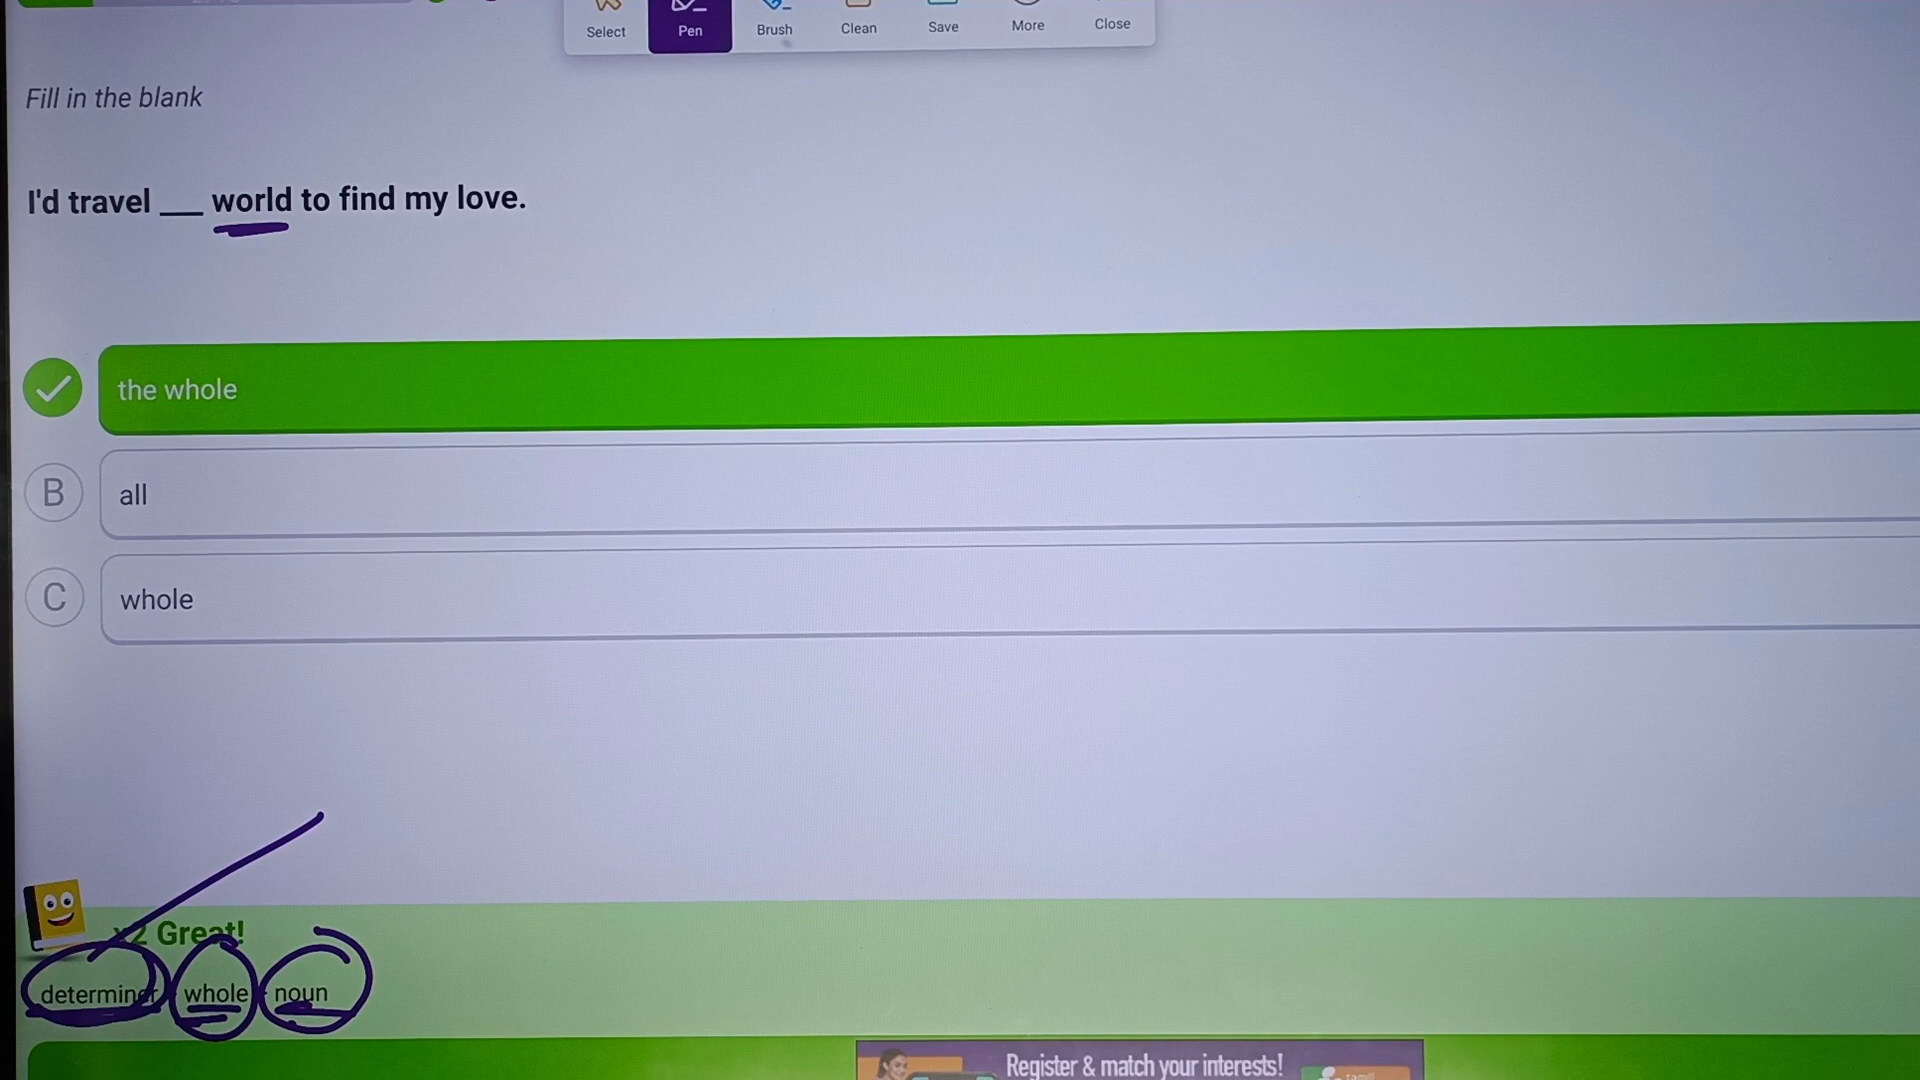 Select Pen Brush Clean Save More Close
Fill in the blank
I'd travel ___ world to find my love.
the whole
B all
C whole
x2 Great!
determiner + whole + noun
Register & match your interests!